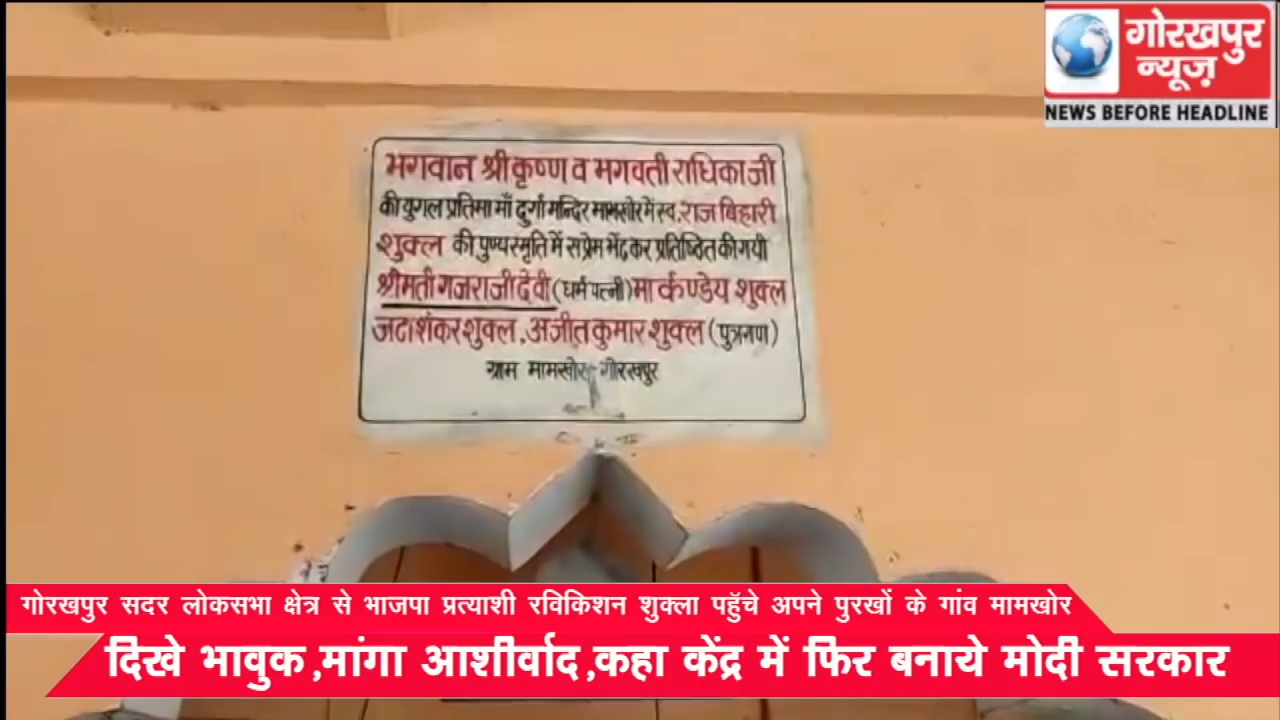 गोरखपुर
न्यूज़
NEWS BEFORE HEADLINE
भगवान श्री कृष्ण व भगवती राधिका जी
की युगल प्रतिमा माँ दुर्गा मन्दिर मामखोर में स्व. राज बिहारी
शुक्ल की पुण्य स्मृति में सप्रेम भेंट कर प्रतिष्ठित की गयी
श्रीमती गजराजी देवी (धर्म पत्नी) मार्कण्डेय शुक्ल
जटाशंकर शुक्ल, अजीत कुमार शुक्ल (पुत्रगण)
ग्राम मामखोर गोरखपुर
गोरखपुर सदर लोकसभा क्षेत्र से भाजपा प्रत्याशी रविकिशन शुक्ला पहुॅचे अपने पुरखों के गांव मामखोर
दिखे भावुक,मांगा आशीर्वाद,कहा केंद्र में फिर बनाये मोदी सरकार